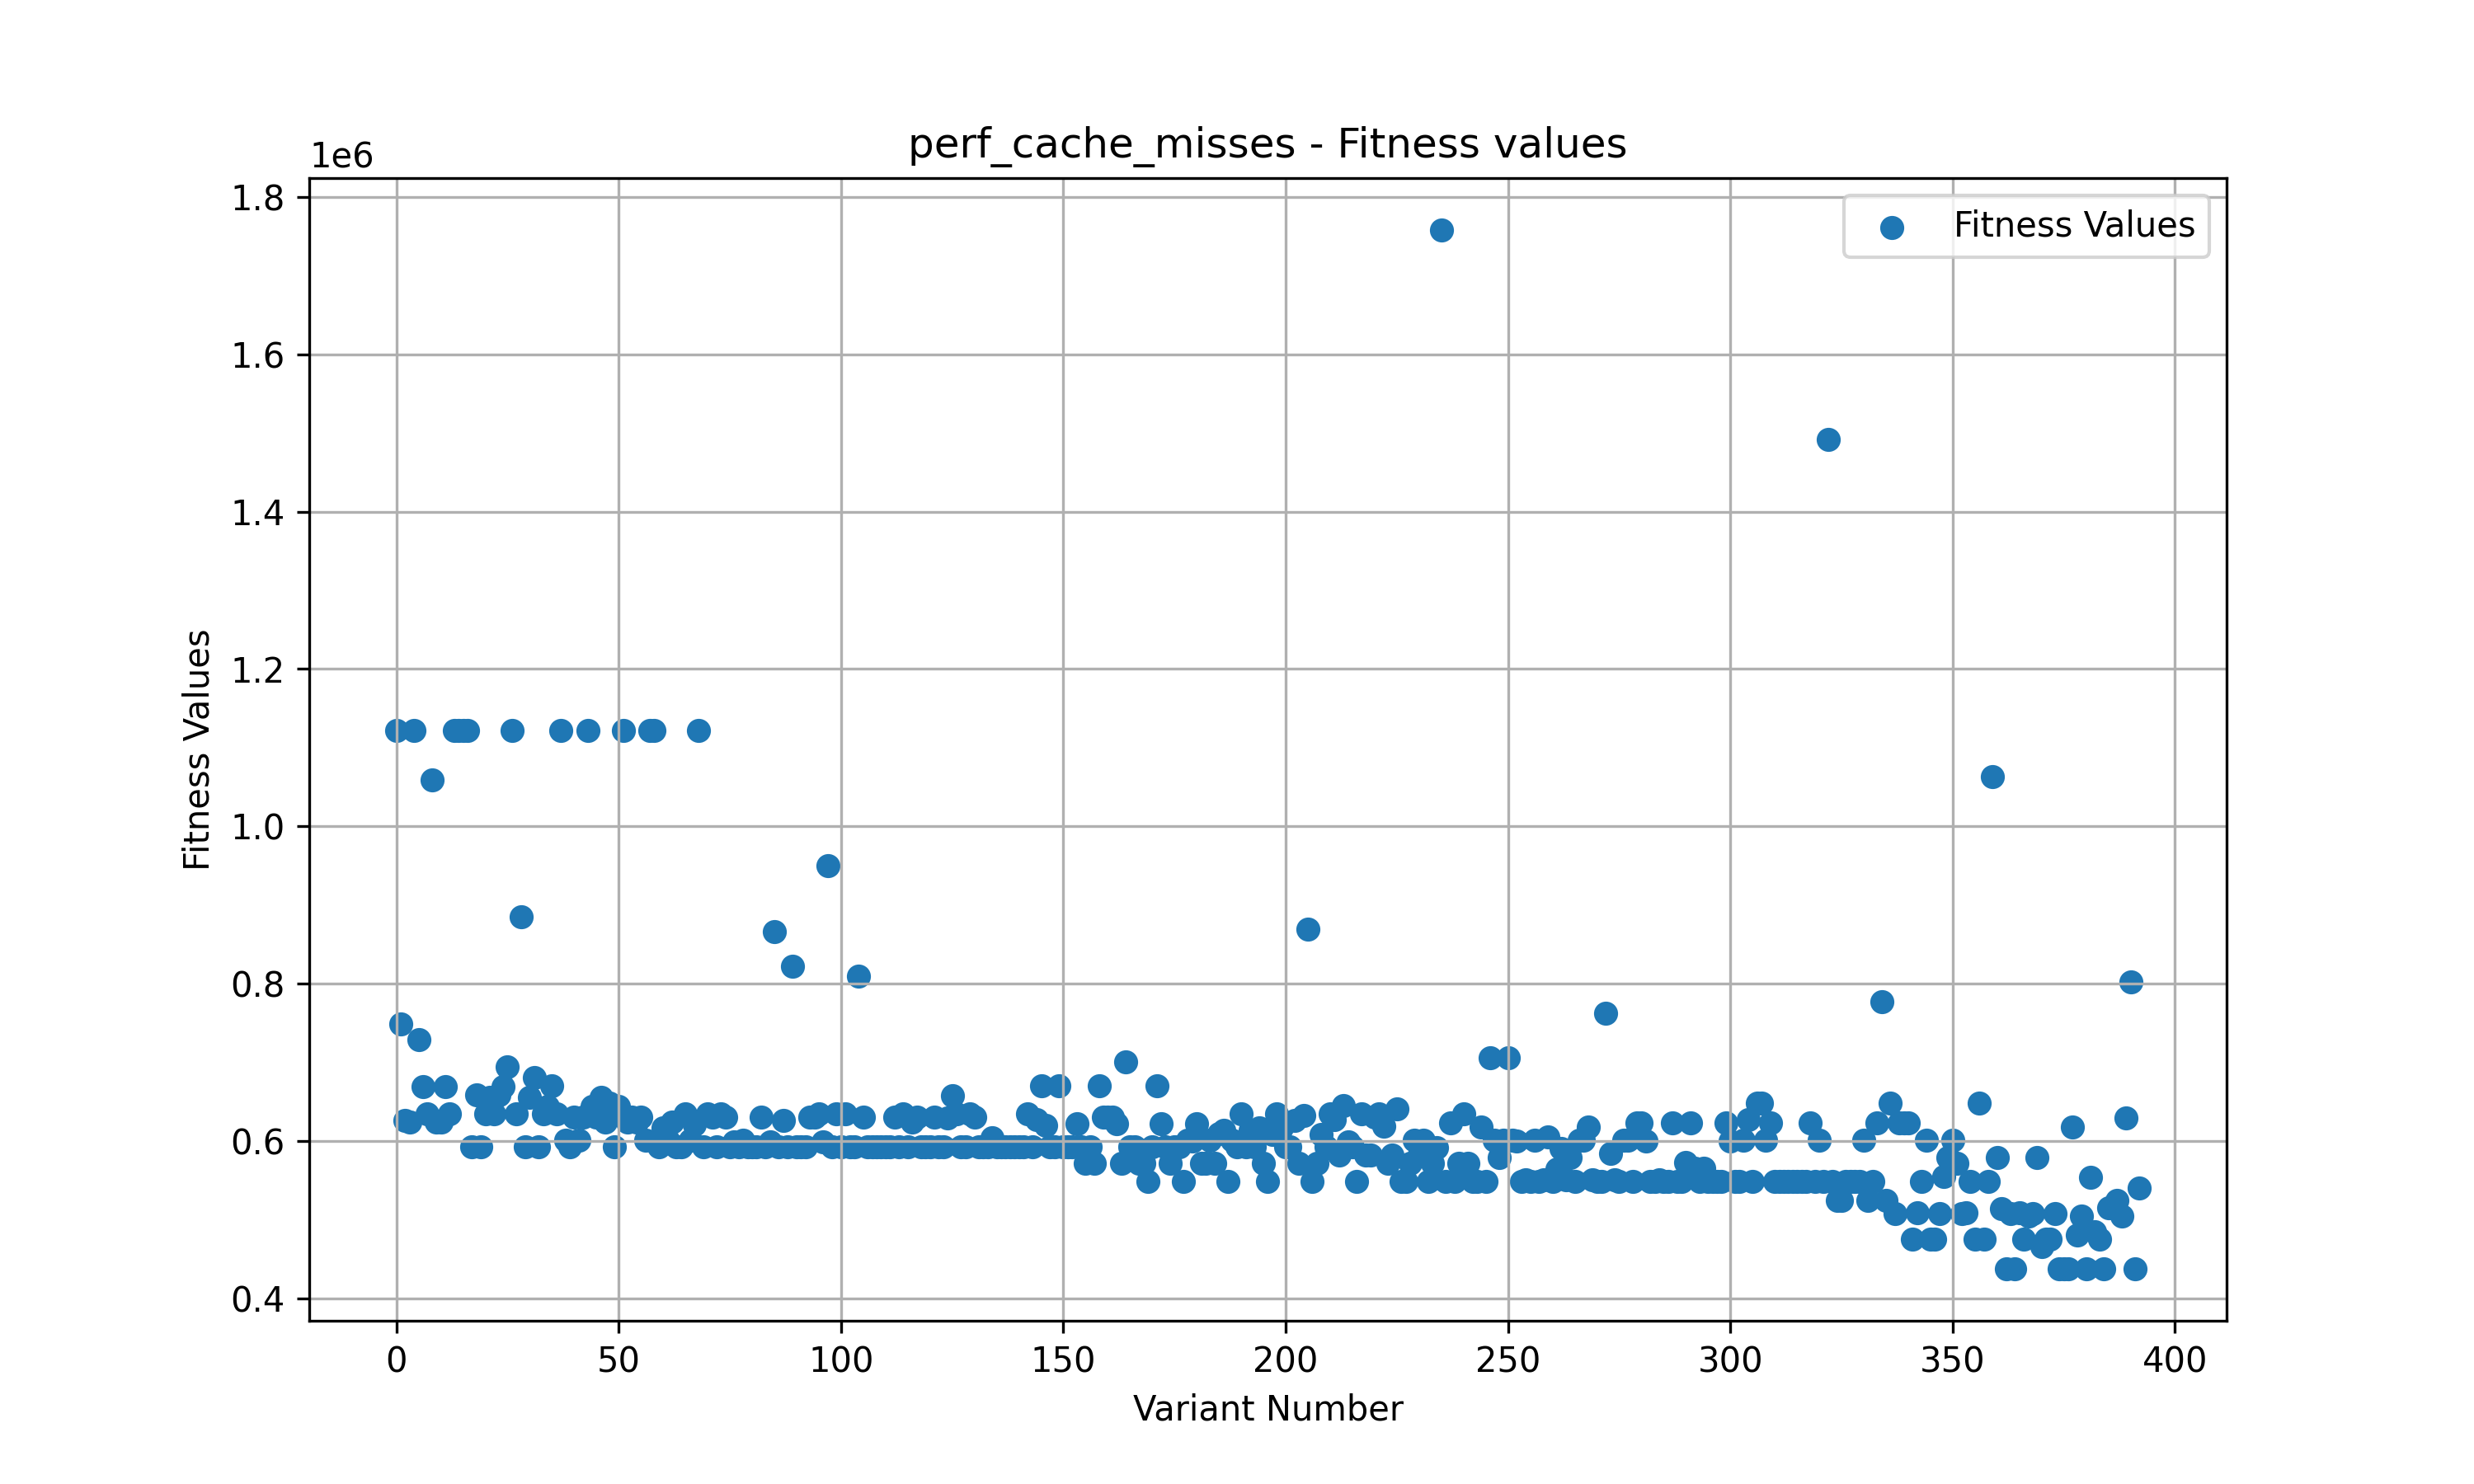 perf_cache_misses - Fitness values
1e6
Fitness Values
1.8
1.6
1.4
1.2
1.0
0.8
0.6
0.4
Fitness Values
0 50 100 150 200 250 300 350 400
Variant Number